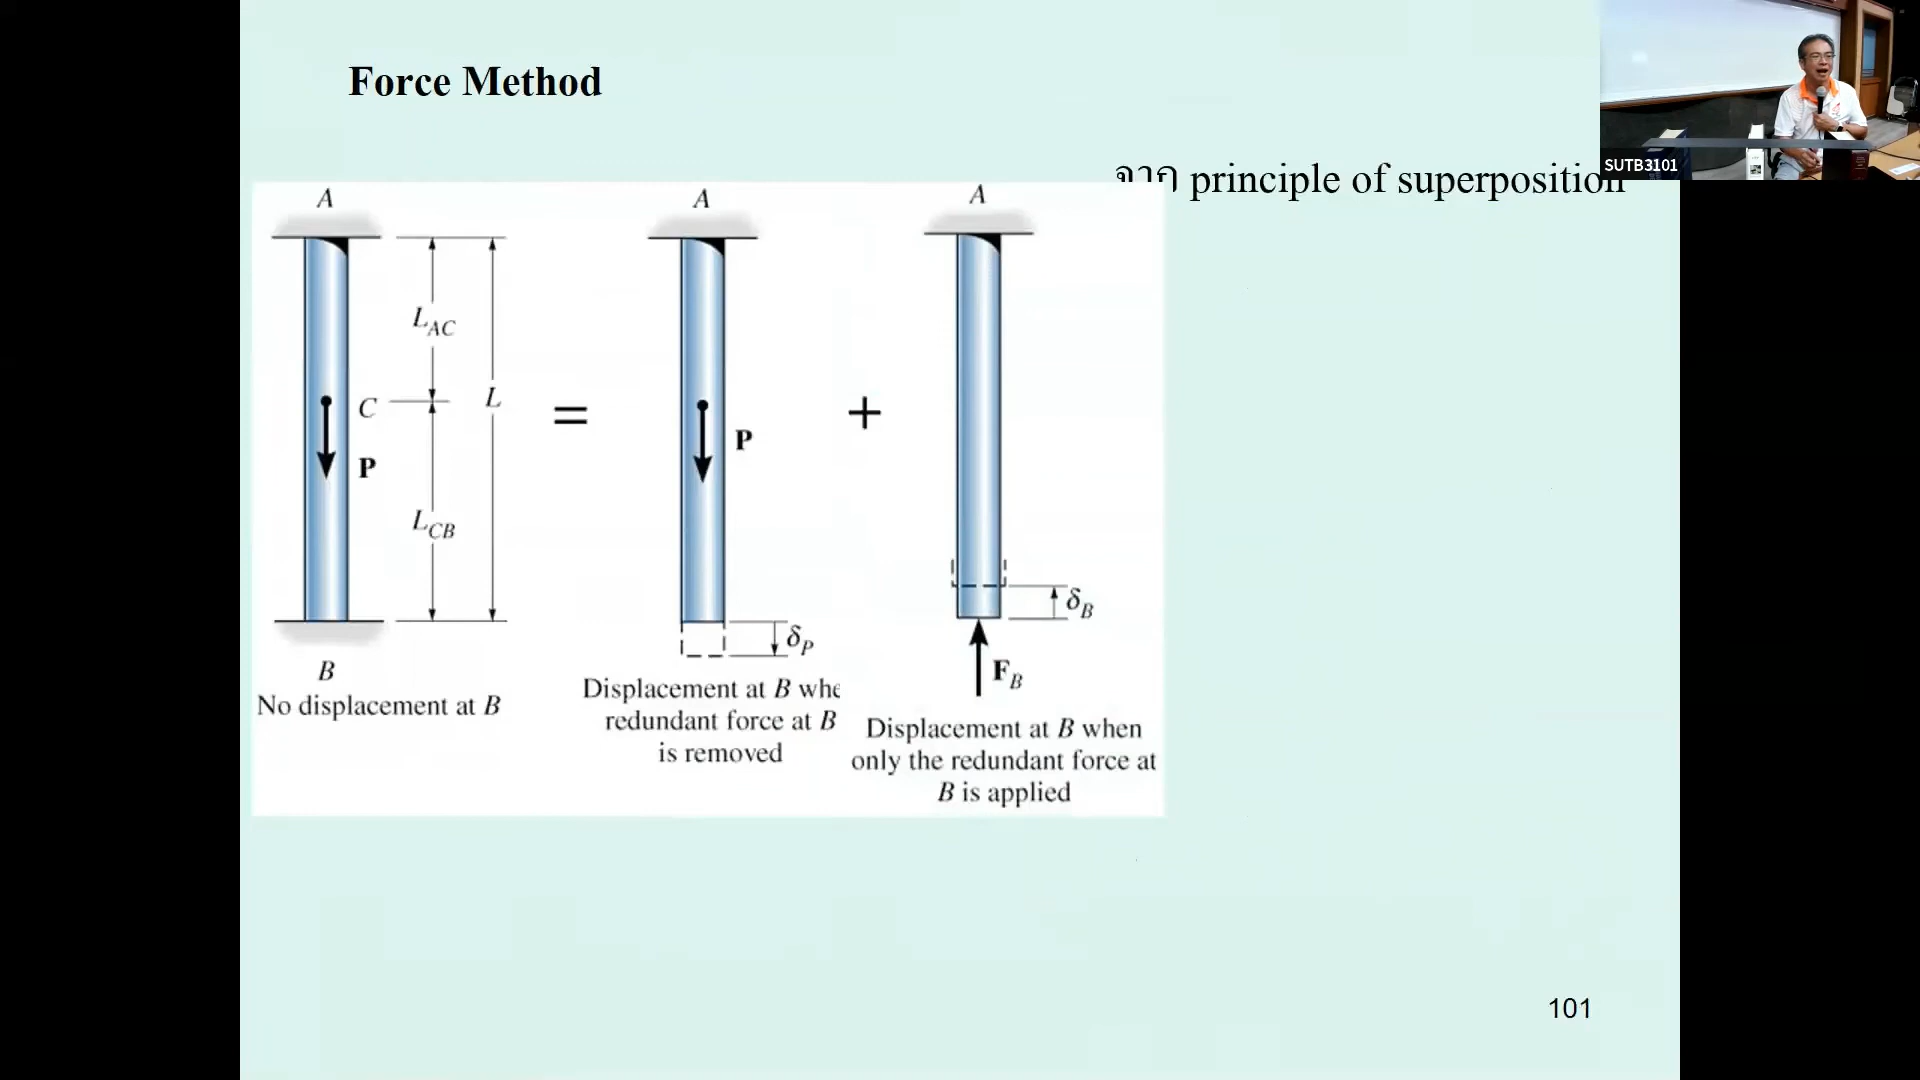 Force Method
SUTB3101
จาก principle of superposition
A
A
A
L_AC
C
L
=
+
P
P
L_CB
δ_B
δ_P
F_B
B
No displacement at B
Displacement at B whe
redundant force at B
is removed
Displacement at B when
only the redundant force at
B is applied
101